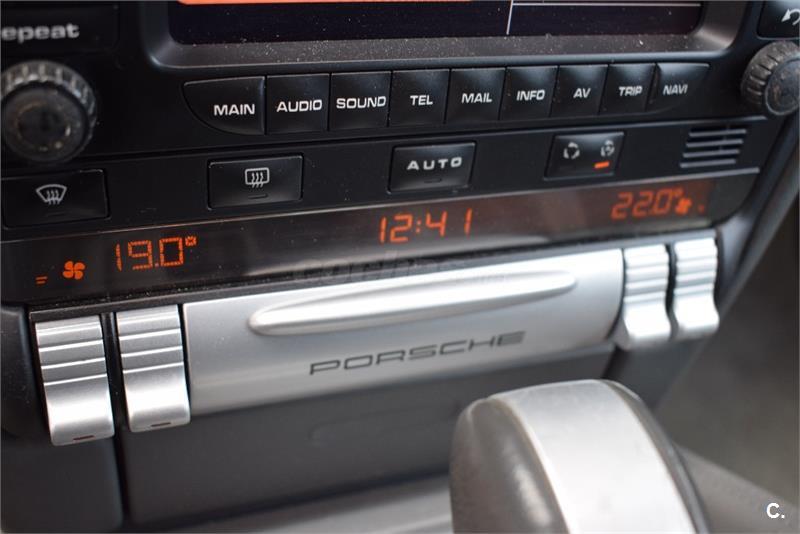 epeat
MAIN AUDIO SOUND TEL MAIL INFO AV TRIP NAVI
AUTO
19.0° 12:41 22.0°
PORSCHE
C.